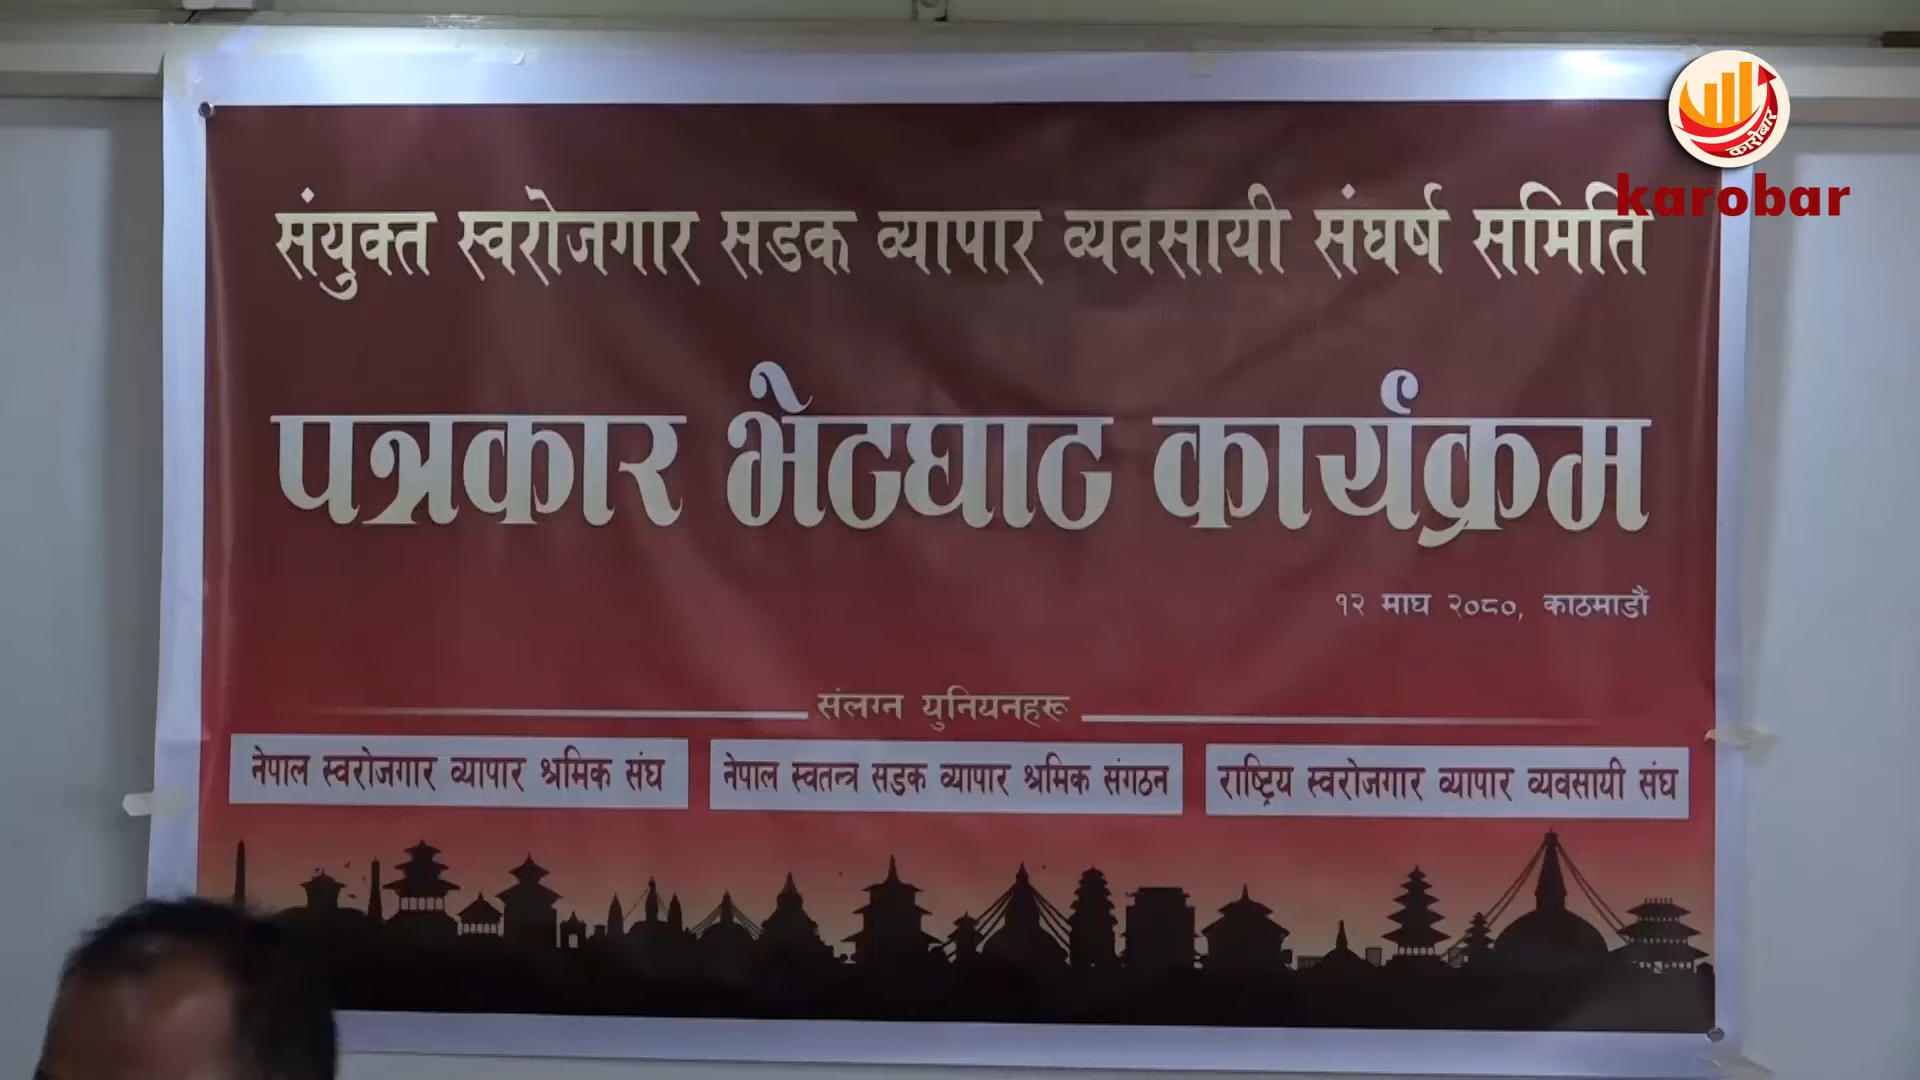 कारोबार
karobar
संयुक्त स्वरोजगार सडक व्यापार व्यवसायी संघर्ष समिति
पत्रकार भेटघाट कार्यक्रम
१२ माघ २०८०, काठमाडौं
संलग्न युनियनहरू
नेपाल स्वरोजगार व्यापार श्रमिक संघ
नेपाल स्वतन्त्र सडक व्यापार श्रमिक संगठन
राष्ट्रिय स्वरोजगार व्यापार व्यवसायी संघ